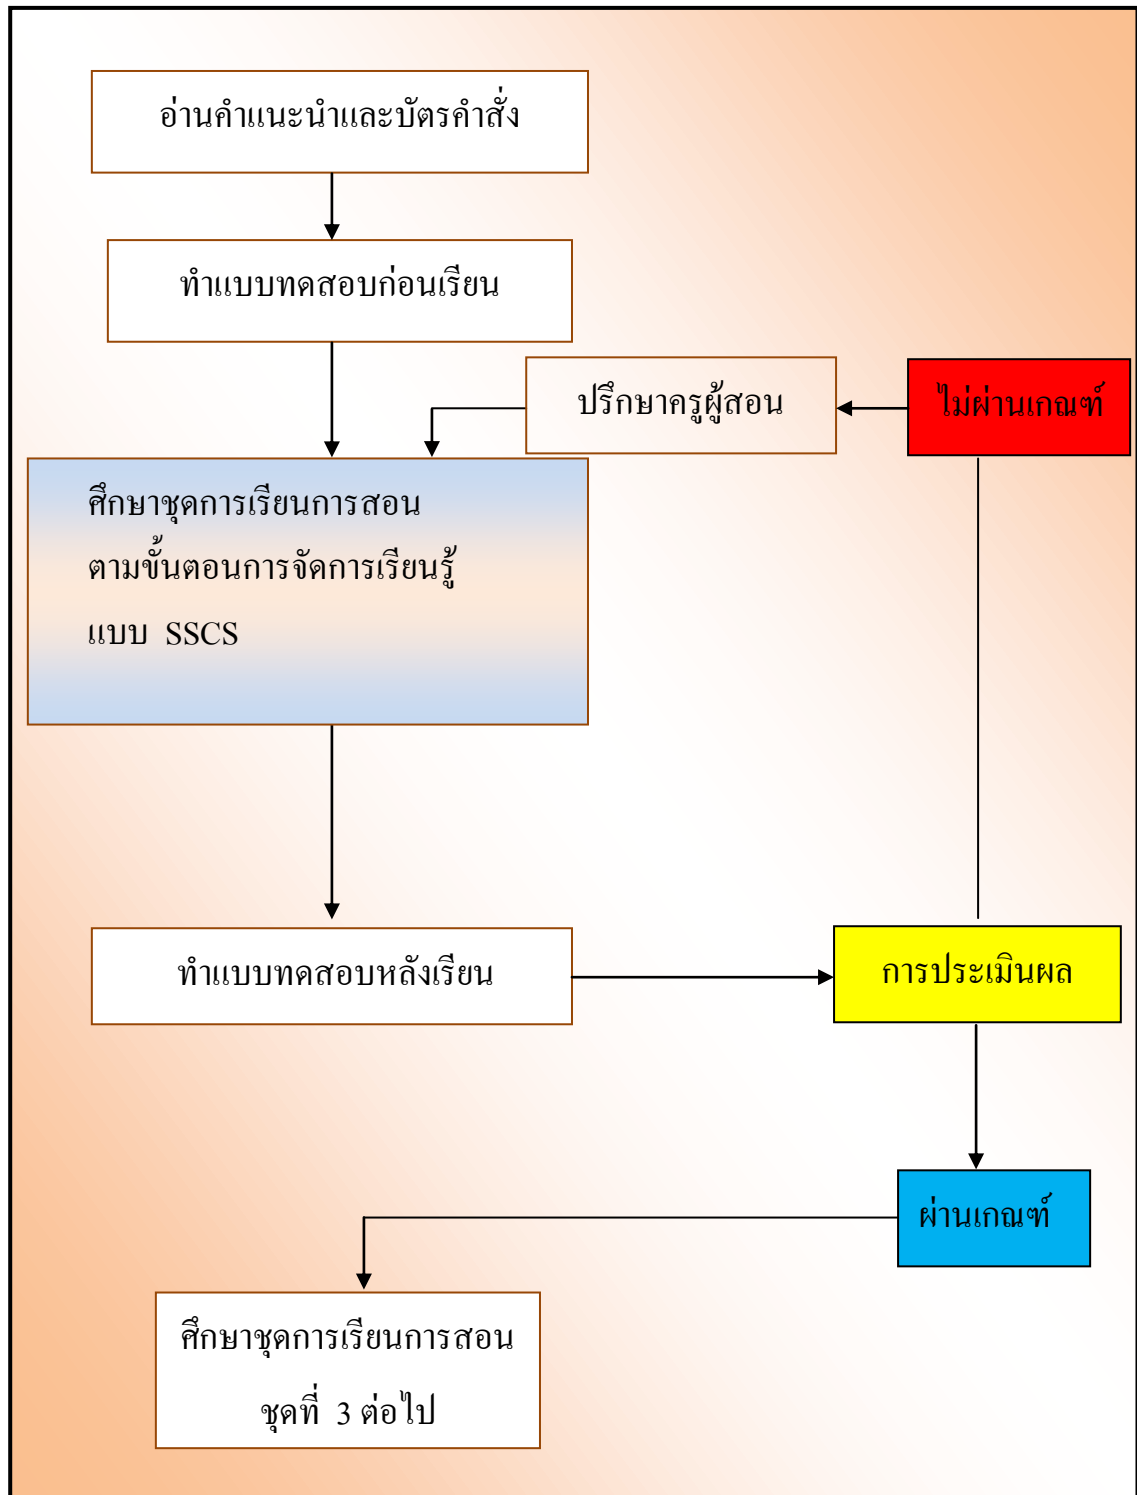 อ่านคำแนะนำและบัตรคำสั่ง
ทำแบบทดสอบก่อนเรียน
ปรึกษาครูผู้สอน
ไม่ผ่านเกณฑ์
ศึกษาชุดการเรียนการสอน
ตามขั้นตอนการจัดการเรียนรู้
แบบ SSCS
ทำแบบทดสอบหลังเรียน
การประเมินผล
ผ่านเกณฑ์
ศึกษาชุดการเรียนการสอน
ชุดที่ 3 ต่อไป